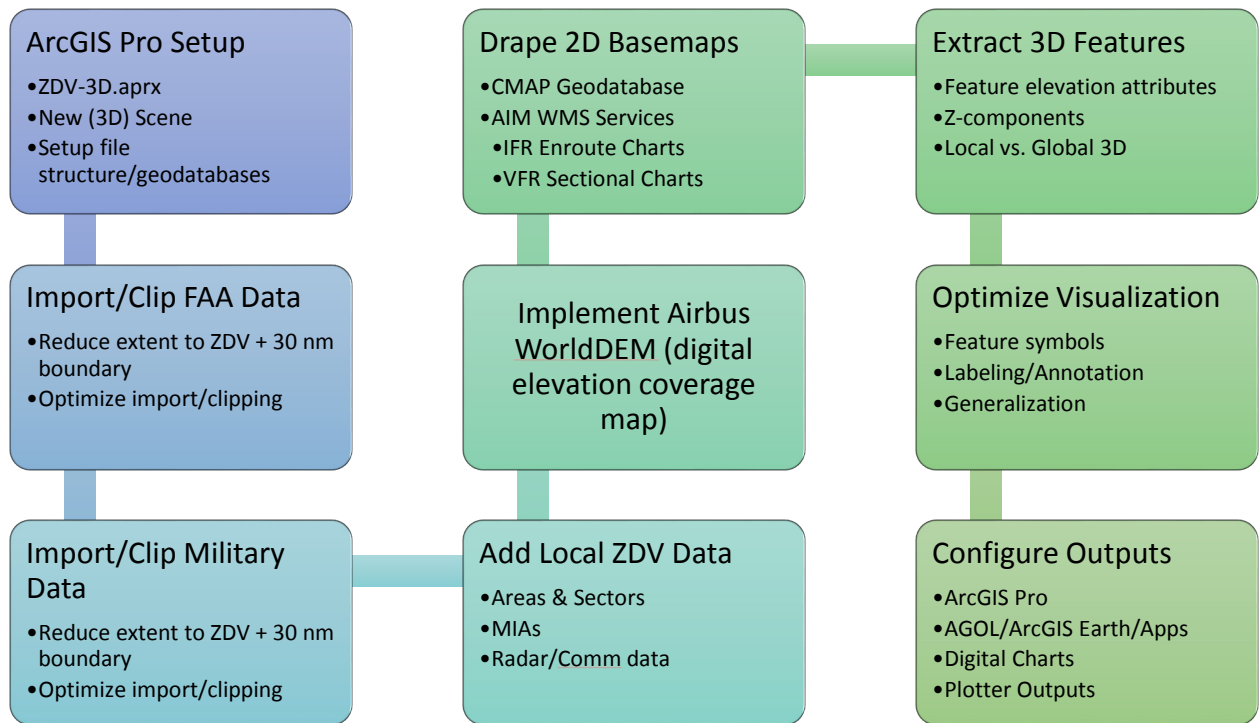 ArcGIS Pro Setup
•ZDV-3D.aprx
•New (3D) Scene
•Setup file
structure/geodatabases
Import/Clip FAA Data
•Reduce extent to ZDV + 30 nm
boundary
•Optimize import/clipping
Import/Clip Military
Data
•Reduce extent to ZDV + 30 nm
boundary
•Optimize import/clipping
Add Local ZDV Data
•Areas & Sectors
•MIAs
•Radar/Comm data
Implement Airbus
WorldDEM (digital
elevation coverage
map)
Drape 2D Basemaps
•CMAP Geodatabase
•AIM WMS Services
•IFR Enroute Charts
•VFR Sectional Charts
Extract 3D Features
•Feature elevation attributes
•Z-components
•Local vs. Global 3D
Optimize Visualization
•Feature symbols
•Labeling/Annotation
•Generalization
Configure Outputs
•ArcGIS Pro
•AGOL/ArcGIS Earth/Apps
•Digital Charts
•Plotter Outputs